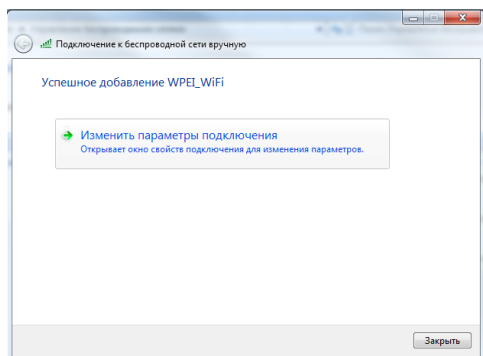 Подключение к беспроводной сети вручную
Успешное добавление WPEI_WiFi
Изменить параметры подключения
Открывает окно свойств подключения для изменения параметров.
Закрыть